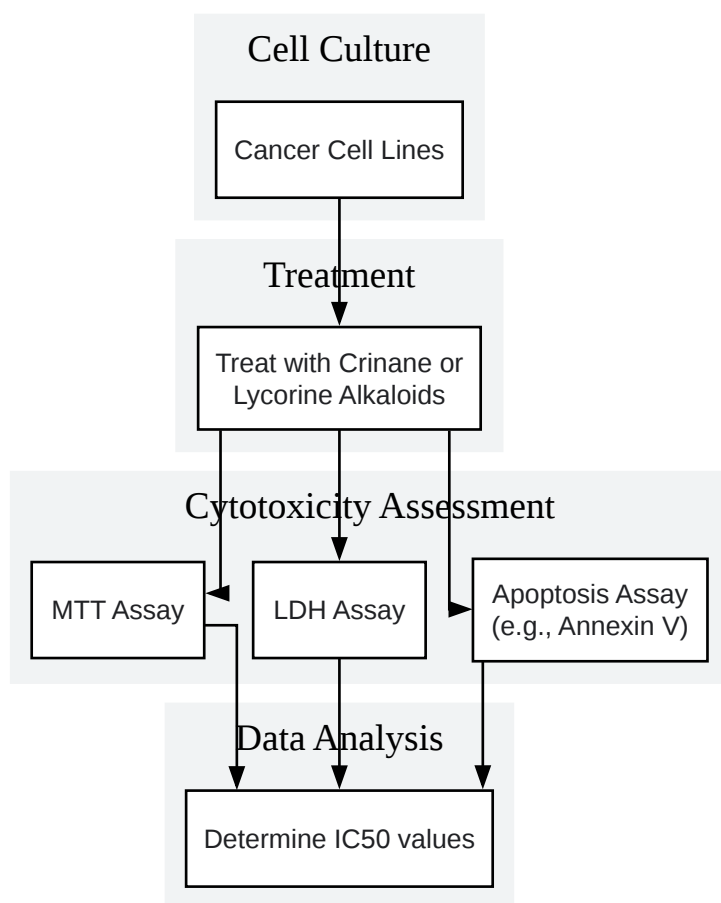 Cell Culture
Cancer Cell Lines
Treatment
Treat with Crinane or
Lycorine Alkaloids
Cytotoxicity Assessment
MTT Assay
LDH Assay
Apoptosis Assay
(e.g., Annexin V)
Data Analysis
Determine IC50 values